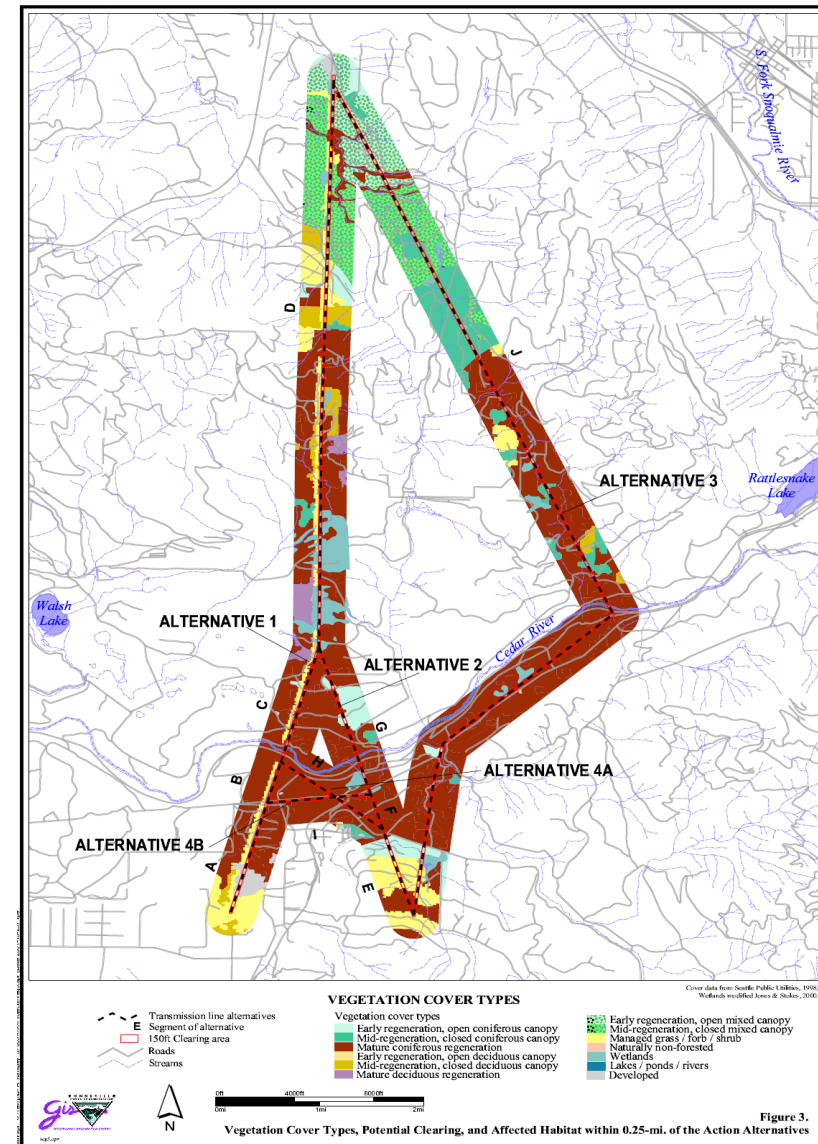 S. Fork Snoqualmie River
D
J
ALTERNATIVE 3
Rattlesnake
Lake
Walsh
Lake
ALTERNATIVE 1
Cedar River
ALTERNATIVE 2
C
G
H
B
ALTERNATIVE 4A
F
I
ALTERNATIVE 4B
A
E
Cover data from Seattle Public Utilities, 1998;
Wetlands modified Jones & Stokes, 2000.
VEGETATION COVER TYPES
Transmission line alternatives
E Segment of alternative
150ft Clearing area
Roads
Streams
Vegetation cover types
Early regeneration, open coniferous canopy
Mid-regeneration, closed coniferous canopy
Mature coniferous regeneration
Early regeneration, open deciduous canopy
Mid-regeneration, closed deciduous canopy
Mature deciduous regeneration
Early regeneration, open mixed canopy
Mid-regeneration, closed mixed canopy
Managed grass / forb / shrub
Naturally non-forested
Wetlands
Lakes / ponds / rivers
Developed
0ft 4000ft 8000ft
0mi 1mi 2mi
BONNEVILLE
Gis
N
Figure 3.
Vegetation Cover Types, Potential Clearing, and Affected Habitat within 0.25-mi. of the Action Alternatives